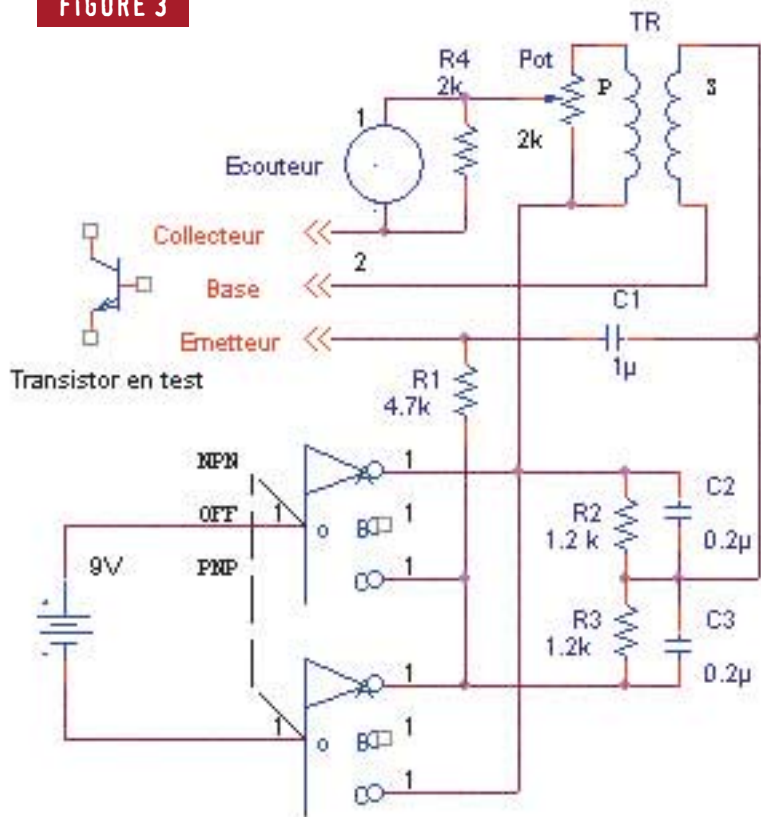 FIGURE 3
TR
R4
2k
Pot
P
S
2k
1
Ecouteur
Collecteur
2
Base
C1
1µ
Emetteur
Transistor en test
R1
4.7k
NPN
OFF
PNP
1
o
A
1
B
1
C
1
9V
R2
1.2 k
C2
0.2µ
R3
1.2k
C3
0.2µ
1
o
A
1
B
1
C
1